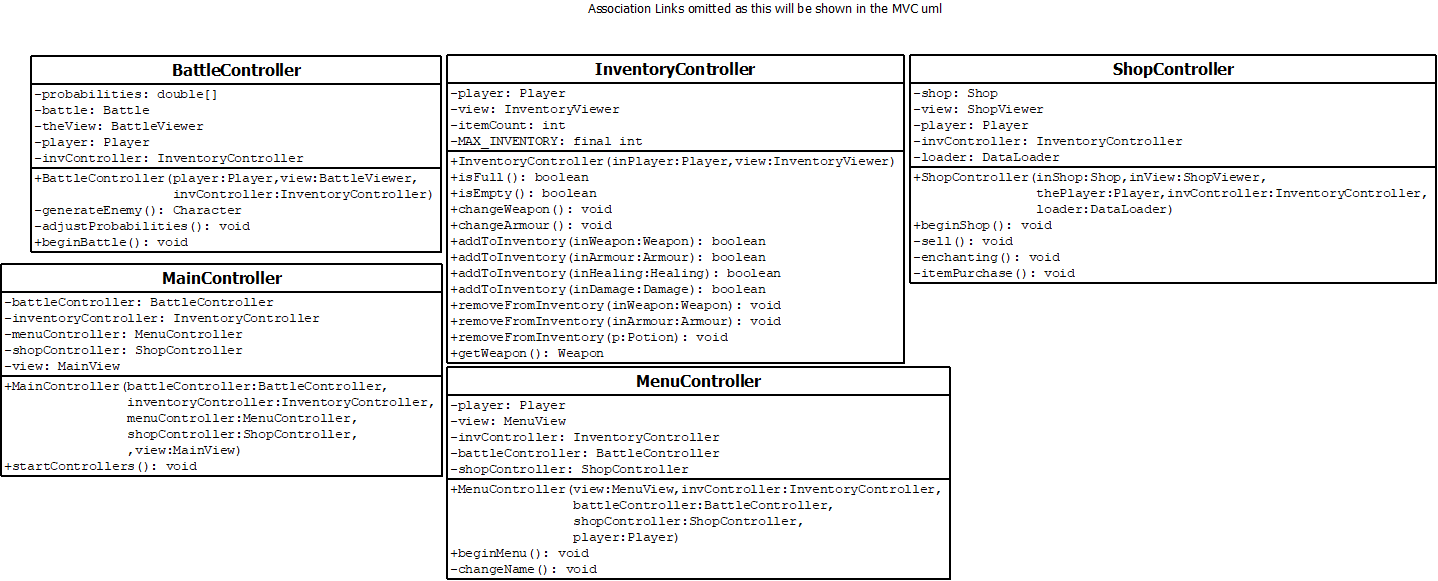 Association Links omitted as this will be shown in the MVC uml
BattleController
-probabilities: double[]
-battle: Battle
-theView: BattleViewer
-player: Player
-invController: InventoryController
+BattleController(player:Player,view:BattleViewer,
invController:InventoryController)
-generateEnemy(): Character
-adjustProbabilities(): void
+beginBattle(): void
InventoryController
-player: Player
-view: InventoryViewer
-itemCount: int
-MAX_INVENTORY: final int
+InventoryController(inPlayer:Player,view:InventoryViewer)
+isFull(): boolean
+isEmpty(): boolean
+changeWeapon(): void
+changeArmour(): void
+addToInventory(inWeapon:Weapon): boolean
+addToInventory(inArmour:Armour): boolean
+addToInventory(inHealing:Healing): boolean
+addToInventory(inDamage:Damage): boolean
+removeFromInventory(inWeapon:Weapon): void
+removeFromInventory(inArmour:Armour): void
+removeFromInventory(p:Potion): void
+getWeapon(): Weapon
ShopController
-shop: Shop
-view: ShopViewer
-player: Player
-invController: InventoryController
-loader: DataLoader
+ShopController(inShop:Shop,inView:ShopViewer,
thePlayer:Player,invController:InventoryController,
loader:DataLoader)
+beginShop(): void
-sell(): void
-enchanting(): void
-itemPurchase(): void
MainController
-battleController: BattleController
-inventoryController: InventoryController
-menuController: MenuController
-shopController: ShopController
-view: MainView
+MainController(battleController:BattleController,
inventoryController:InventoryController,
menuController:MenuController,
shopController:ShopController,
,view:MainView)
+startControllers(): void
MenuController
-player: Player
-view: MenuView
-invController: InventoryController
-battleController: BattleController
-shopController: ShopController
+MenuController(view:MenuView,invController:InventoryController,
battleController:BattleController,
shopController:ShopController,
player:Player)
+beginMenu(): void
-changeName(): void